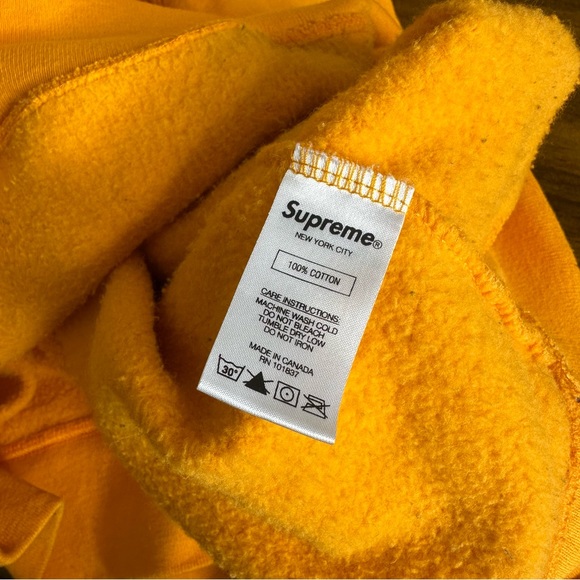 Supreme®
NEW YORK CITY
100% COTTON
CARE INSTRUCTIONS:
MACHINE WASH COLD
DO NOT BLEACH
TUMBLE DRY LOW
DO NOT IRON
MADE IN CANADA
RN 101837
30°